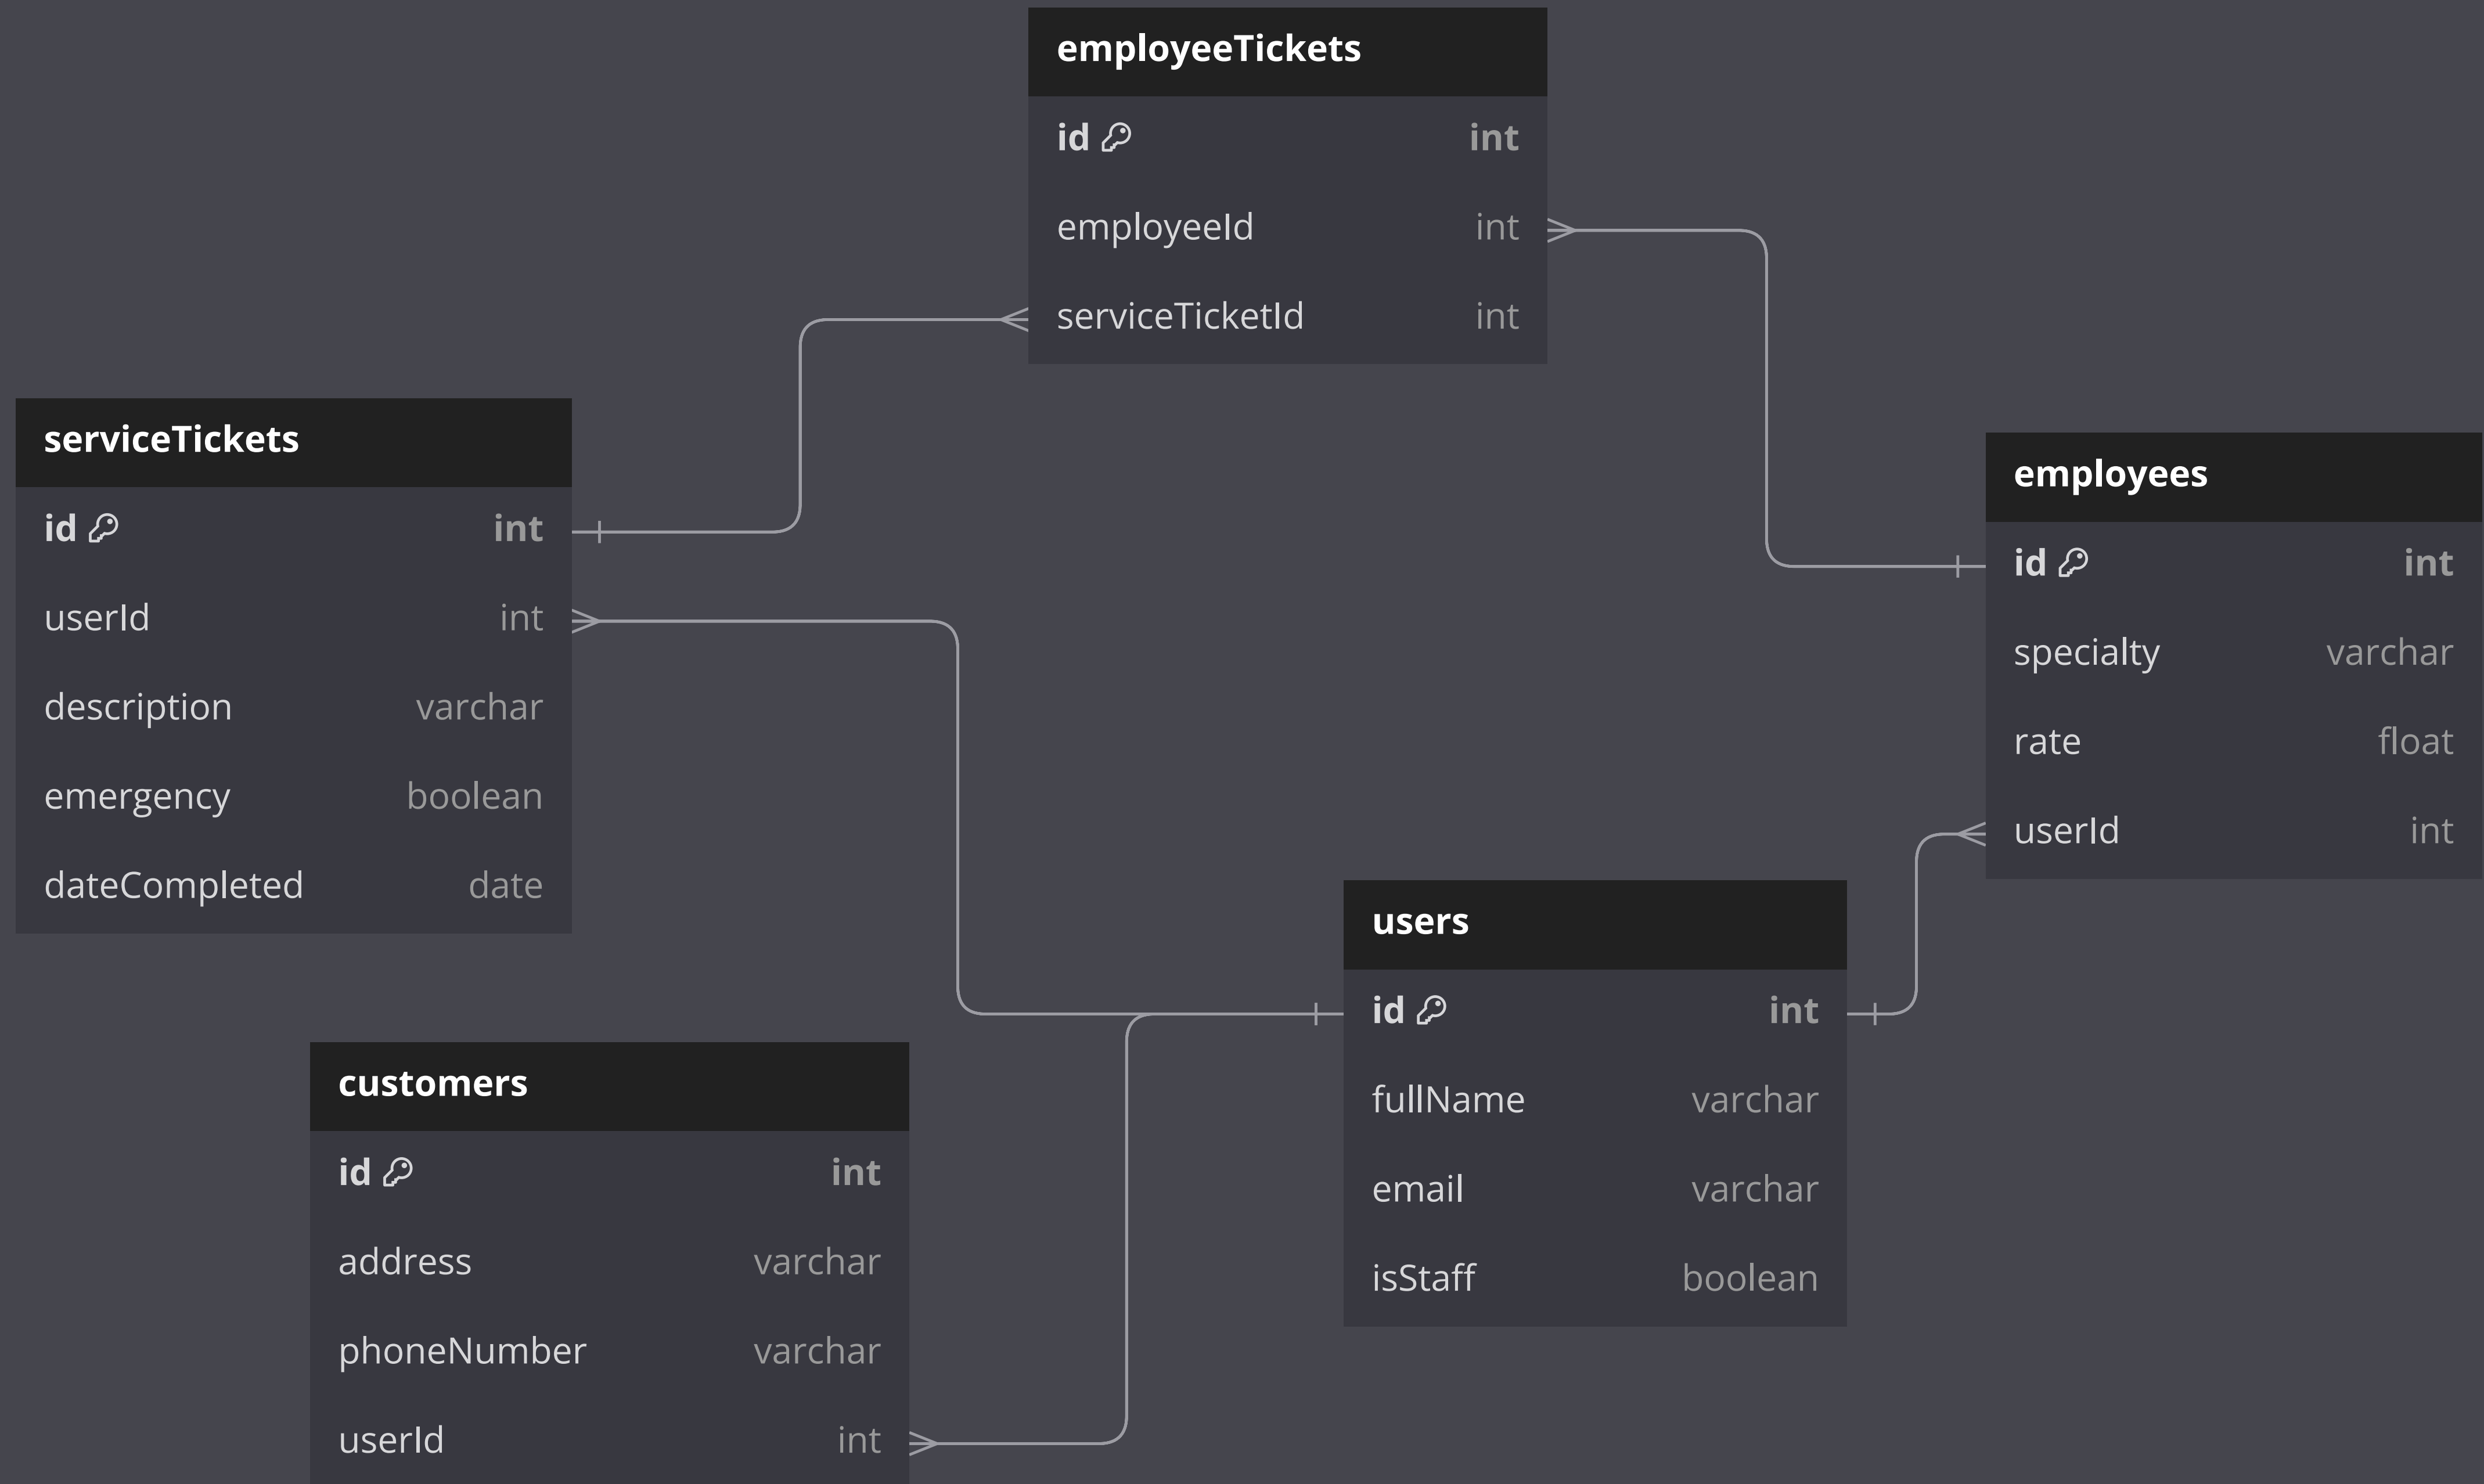 employeeTickets
id int
employeeId int
serviceTicketId int
serviceTickets
id int
userId int
description varchar
emergency boolean
dateCompleted date
employees
id int
specialty varchar
rate float
userId int
users
id int
fullName varchar
email varchar
isStaff boolean
customers
id int
address varchar
phoneNumber varchar
userId int